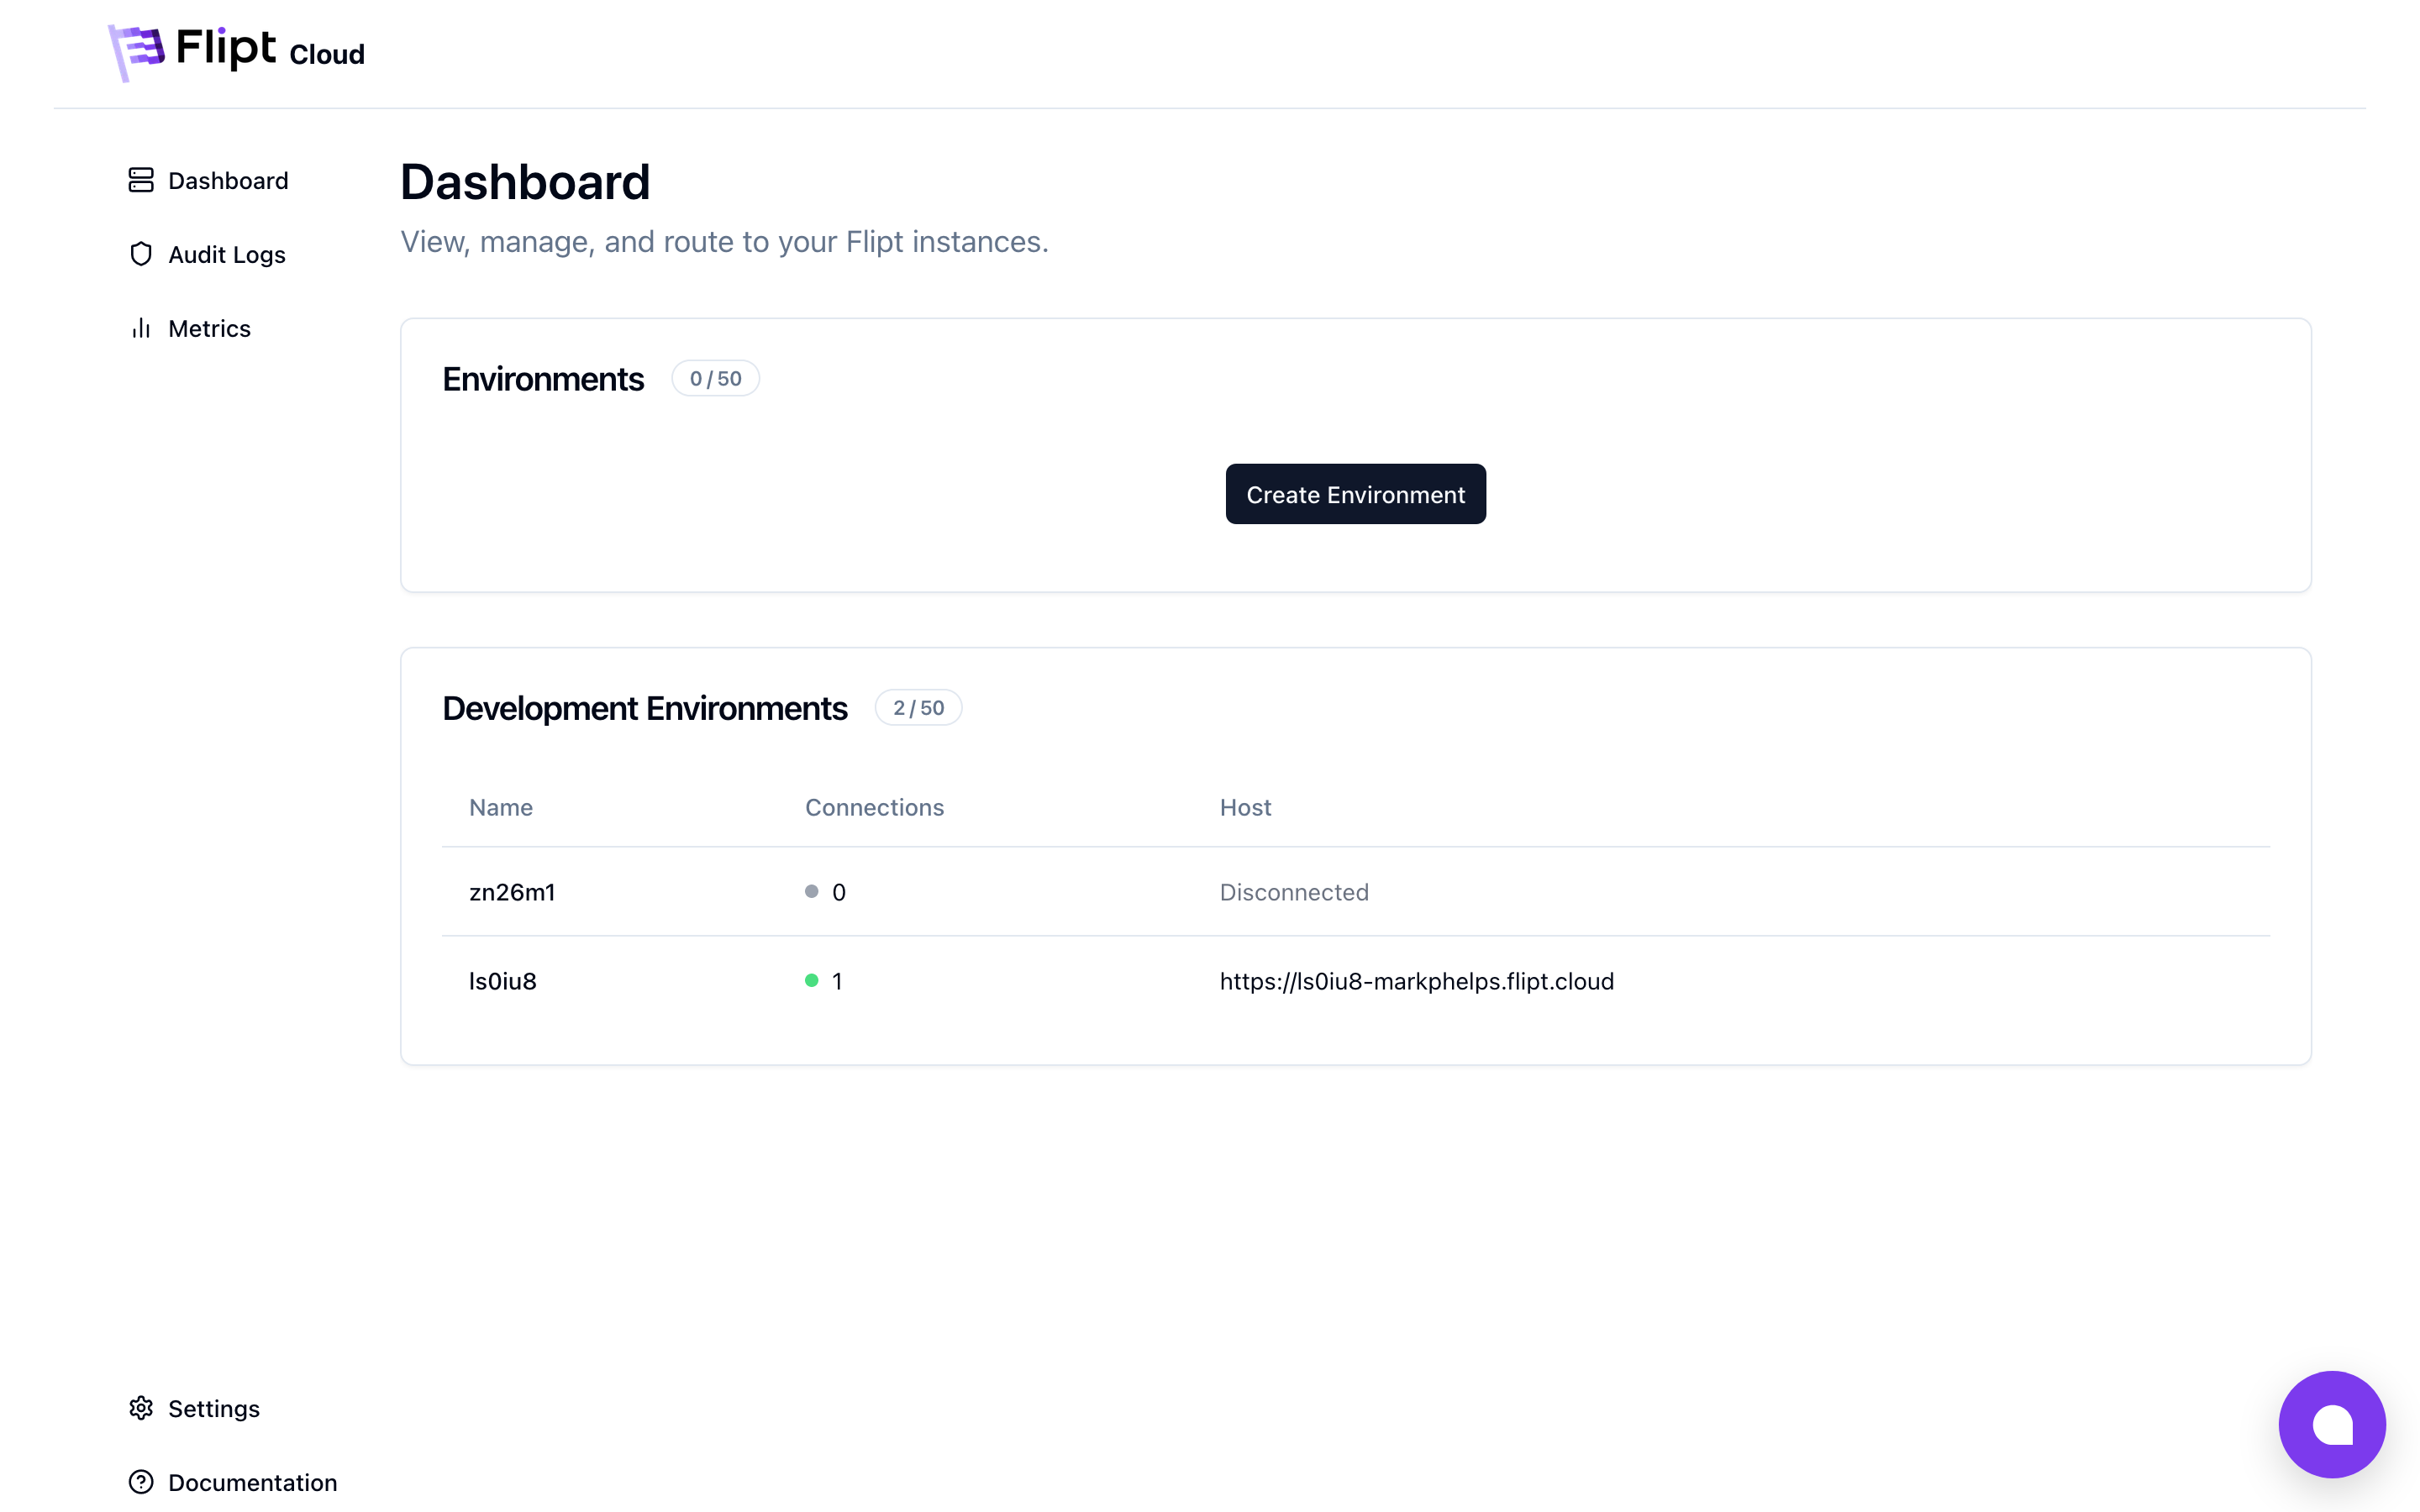 Flipt Cloud
Dashboard
Audit Logs
Metrics
Dashboard
View, manage, and route to your Flipt instances.
Environments 0 / 50
Create Environment
Development Environments 2 / 50
Name Connections Host
zn26m1 0 Disconnected
ls0iu8 1 https://ls0iu8-markphelps.flipt.cloud
Settings
Documentation